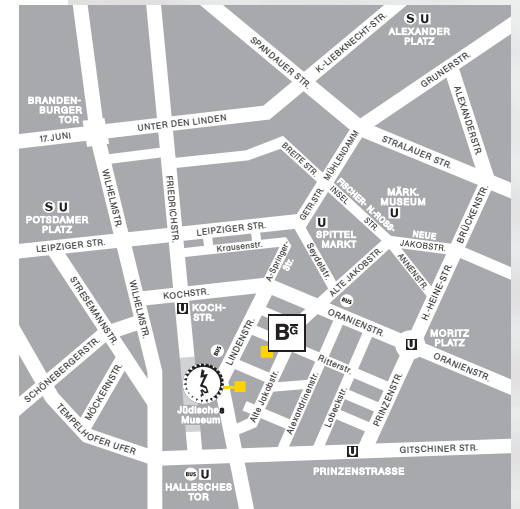 S U
ALEXANDER
PLATZ
K.-LIEBKNECHT-STR.
SPANDAUER STR.
GRUNERSTR.
ALEXANDERSTR.
BRANDEN-
BURGER
TOR
17.JUNI
UNTER DEN LINDEN
BREITE STR.
MÜHLENDAMM
STRALAUER STR.
WILHELMSTR.
FRIEDRICHSTR.
GETR.STR.
FISCHER
INSEL
N-ROSS-
STR.
MÄRK.
MUSEUM
U
BRÜCKENSTR.
S U
POTSDAMER
PLATZ
LEIPZIGER STR.
LEIPZIGER STR.
Krausenstr.
U
SPITTEL
MARKT
NEUE
JAKOBSTR.
A-Springer-
Str.
Seydelstr.
ALTE JAKOBSTR.
ANNENSTR.
STRESEMANNSTR.
WILHELMSTR.
KOCHSTR.
U KOCH-
STR.
BUS
ORANIENSTR.
H.-HEINE-STR.
MORITZ
PLATZ
U
ORANIENSTR.
SCHÖNEBERGERSTR.
MÖCKERNSTR.
BUS
LINDENSTR.
BG
Ritterstr.
Alte Jakobstr.
Alexandrinenstr.
Lobeckstr.
PRINZENSTR.
TEMPELHOFER UFER
Jüdisches
Museum
U
GITSCHINER STR.
PRINZENSTRASSE
BUS U
HALLESCHES
TOR